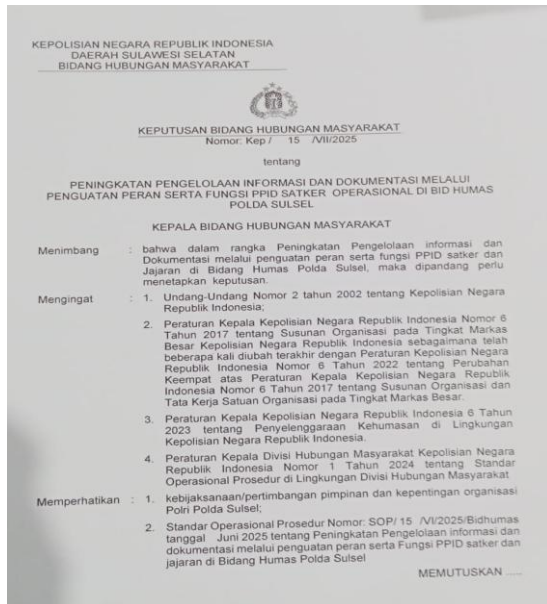 KEPOLISIAN NEGARA REPUBLIK INDONESIA
DAERAH SULAWESI SELATAN
BIDANG HUBUNGAN MASYARAKAT
KEPUTUSAN BIDANG HUBUNGAN MASYARAKAT
Nomor: Kep / 15 /VII/2025
tentang
PENINGKATAN PENGELOLAAN INFORMASI DAN DOKUMENTASI MELALUI
PENGUATAN PERAN SERTA FUNGSI PPID SATKER OPERASIONAL DI BID HUMAS
POLDA SULSEL
KEPALA BIDANG HUBUNGAN MASYARAKAT
Menimbang : bahwa dalam rangka Peningkatan Pengelolaan informasi dan
Dokumentasi melalui penguatan peran serta fungsi PPID satker dan
Jajaran di Bidang Humas Polda Sulsel, maka dipandang perlu
menetapkan keputusan.
Mengingat : 1. Undang-Undang Nomor 2 tahun 2002 tentang Kepolisian Negara
Republik Indonesia;
2. Peraturan Kepala Kepolisian Negara Republik Indonesia Nomor 6
Tahun 2017 tentang Susunan Organisasi pada Tingkat Markas
Besar Kepolisian Negara Republik Indonesia sebagaimana telah
beberapa kali diubah terakhir dengan Peraturan Kepolisian Negara
Republik Indonesia Nomor 6 Tahun 2022 tentang Perubahan
Keempat atas Peraturan Kepala Kepolisian Negara Republik
Indonesia Nomor 6 Tahun 2017 tentang Susunan Organisasi dan
Tata Kerja Satuan Organisasi pada Tingkat Markas Besar.
3. Peraturan Kepala Kepolisian Negara Republik Indonesia 6 Tahun
2023 tentang Penyelenggaraan Kehumasan di Lingkungan
Kepolisian Negara Republik Indonesia.
4. Peraturan Kepala Divisi Hubungan Masyarakat Kepolisian Negara
Republik Indonesia Nomor 1 Tahun 2024 tentang Standar
Operasional Prosedur di Lingkungan Divisi Hubungan Masyarakat
Memperhatikan : 1. kebijaksanaan/pertimbangan pimpinan dan kepentingan organisasi
Polri Polda Sulsel;
2. Standar Operasional Prosedur Nomor: SOP/ 15 /VI/2025/Bidhumas
tanggal Juni 2025 tentang Peningkatan Pengelolaan informasi dan
dokumentasi melalui penguatan peran serta Fungsi PPID satker dan
jajaran di Bidang Humas Polda Sulsel
MEMUTUSKAN .....